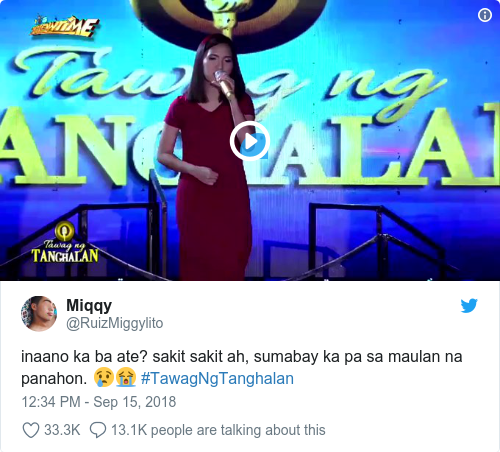 SHOWTIME
Tawag ng
TANGHALAN
Tawag ng
TANGHALAN
Miqqy
@RuizMiggylito
inaano ka ba ate? sakit sakit ah, sumabay ka pa sa maulan na
panahon. 😢😭 #TawagNgTanghalan
12:34 PM - Sep 15, 2018
33.3K 13.1K people are talking about this